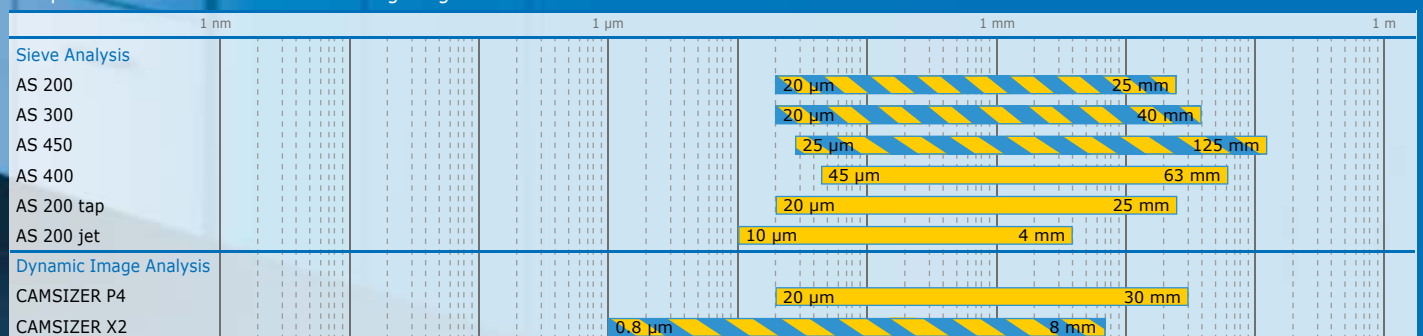 1 nm 1 µm 1 mm 1 m
Sieve Analysis
AS 200 20 µm 25 mm
AS 300 20 µm 40 mm
AS 450 25 µm 125 mm
AS 400 45 µm 63 mm
AS 200 tap 20 µm 25 mm
AS 200 jet 10 µm 4 mm
Dynamic Image Analysis
CAMSIZER P4 20 µm 30 mm
CAMSIZER X2 0.8 µm 8 mm